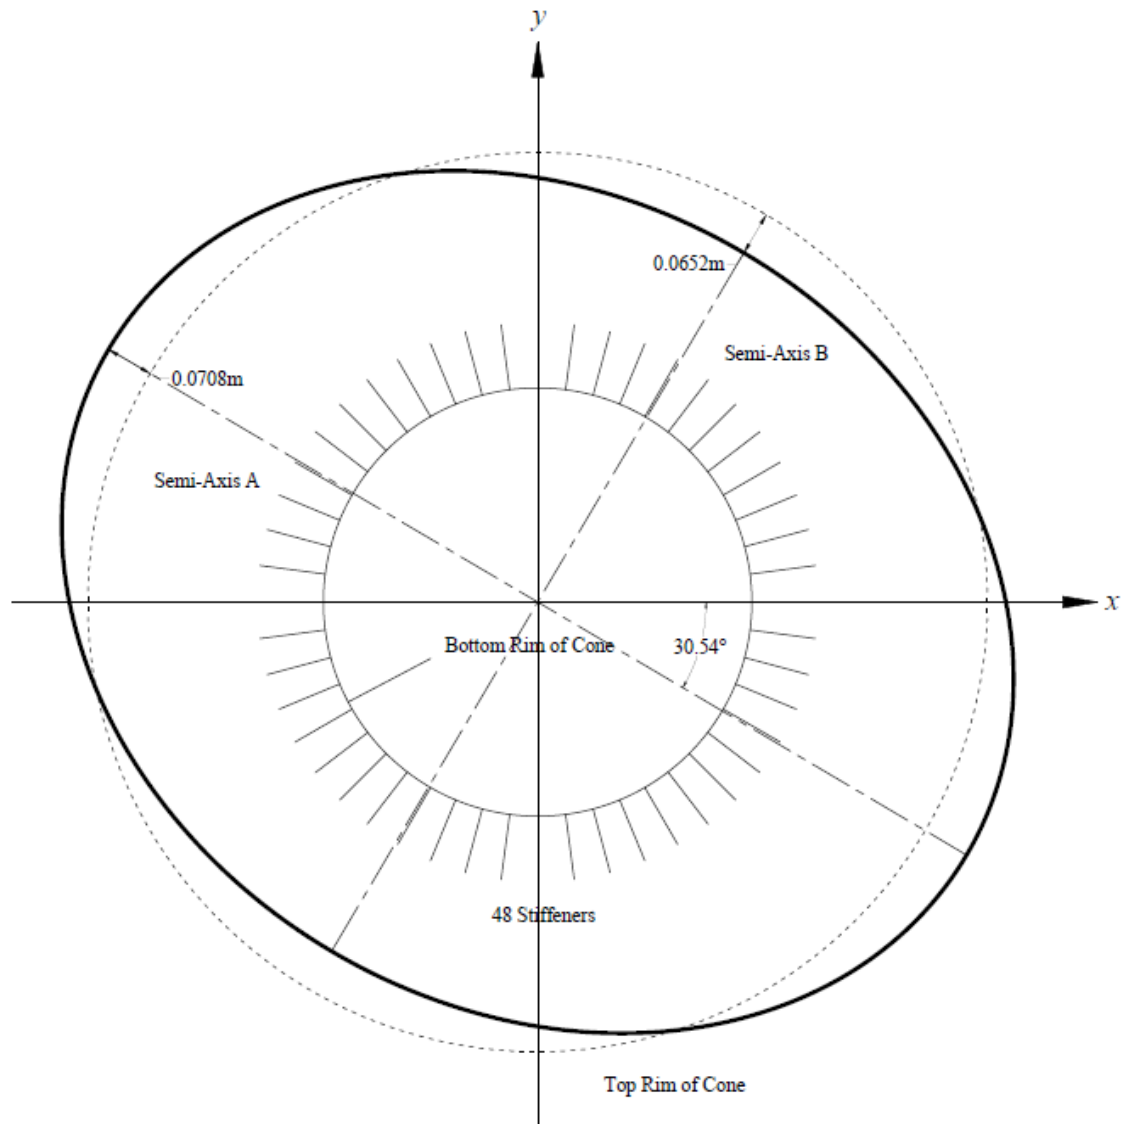 y
0.0652m
Semi-Axis B
0.0708m
Semi-Axis A
x
Bottom Rim of Cone
30.54°
48 Stiffeners
Top Rim of Cone